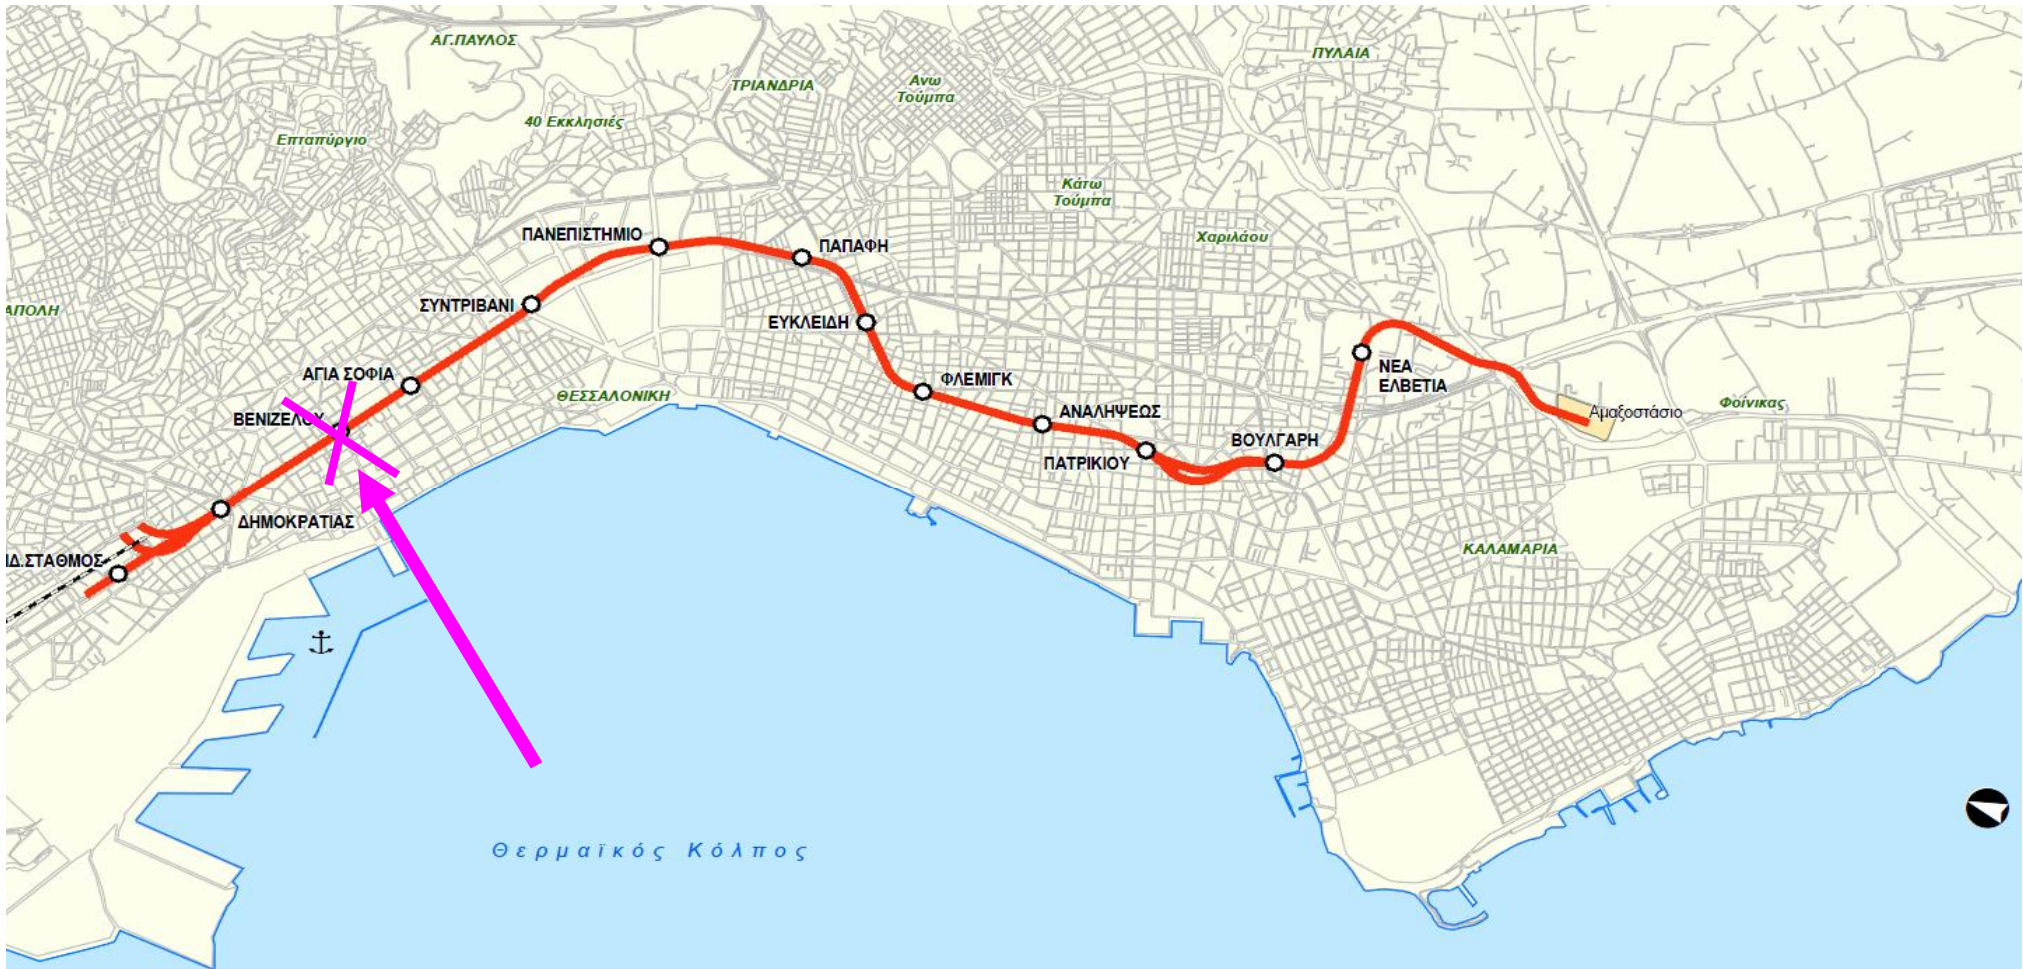 ΑΓ.ΠΑΥΛΟΣ
ΠΥΛΑΙΑ
ΤΡΙΑΝΔΡΙΑ
Ανω
Τούμπα
40 Εκκλησιές
Επταπύργιο
Κάτω
Τούμπα
ΠΑΝΕΠΙΣΤΗΜΙΟ
ΠΑΠΑΦΗ
Χαριλάου
ΣΥΝΤΡΙΒΑΝΙ
ΑΠΟΛΗ
ΕΥΚΛΕΙΔΗ
ΑΓΙΑ ΣΟΦΙΑ
ΦΛΕΜΙΓΚ
ΝΕΑ
ΕΛΒΕΤΙΑ
ΘΕΣΣΑΛΟΝΙΚΗ
Φοίνικας
ΒΕΝΙΖΕΛΟΥ
ΑΝΑΛΗΨΕΩΣ
Αμαξοστάσιο
ΒΟΥΛΓΑΡΗ
ΠΑΤΡΙΚΙΟΥ
ΔΗΜΟΚΡΑΤΙΑΣ
ΚΑΛΑΜΑΡΙΑ
ΙΔ.ΣΤΑΘΜΟΣ
Θερμαϊκός Κόλπος